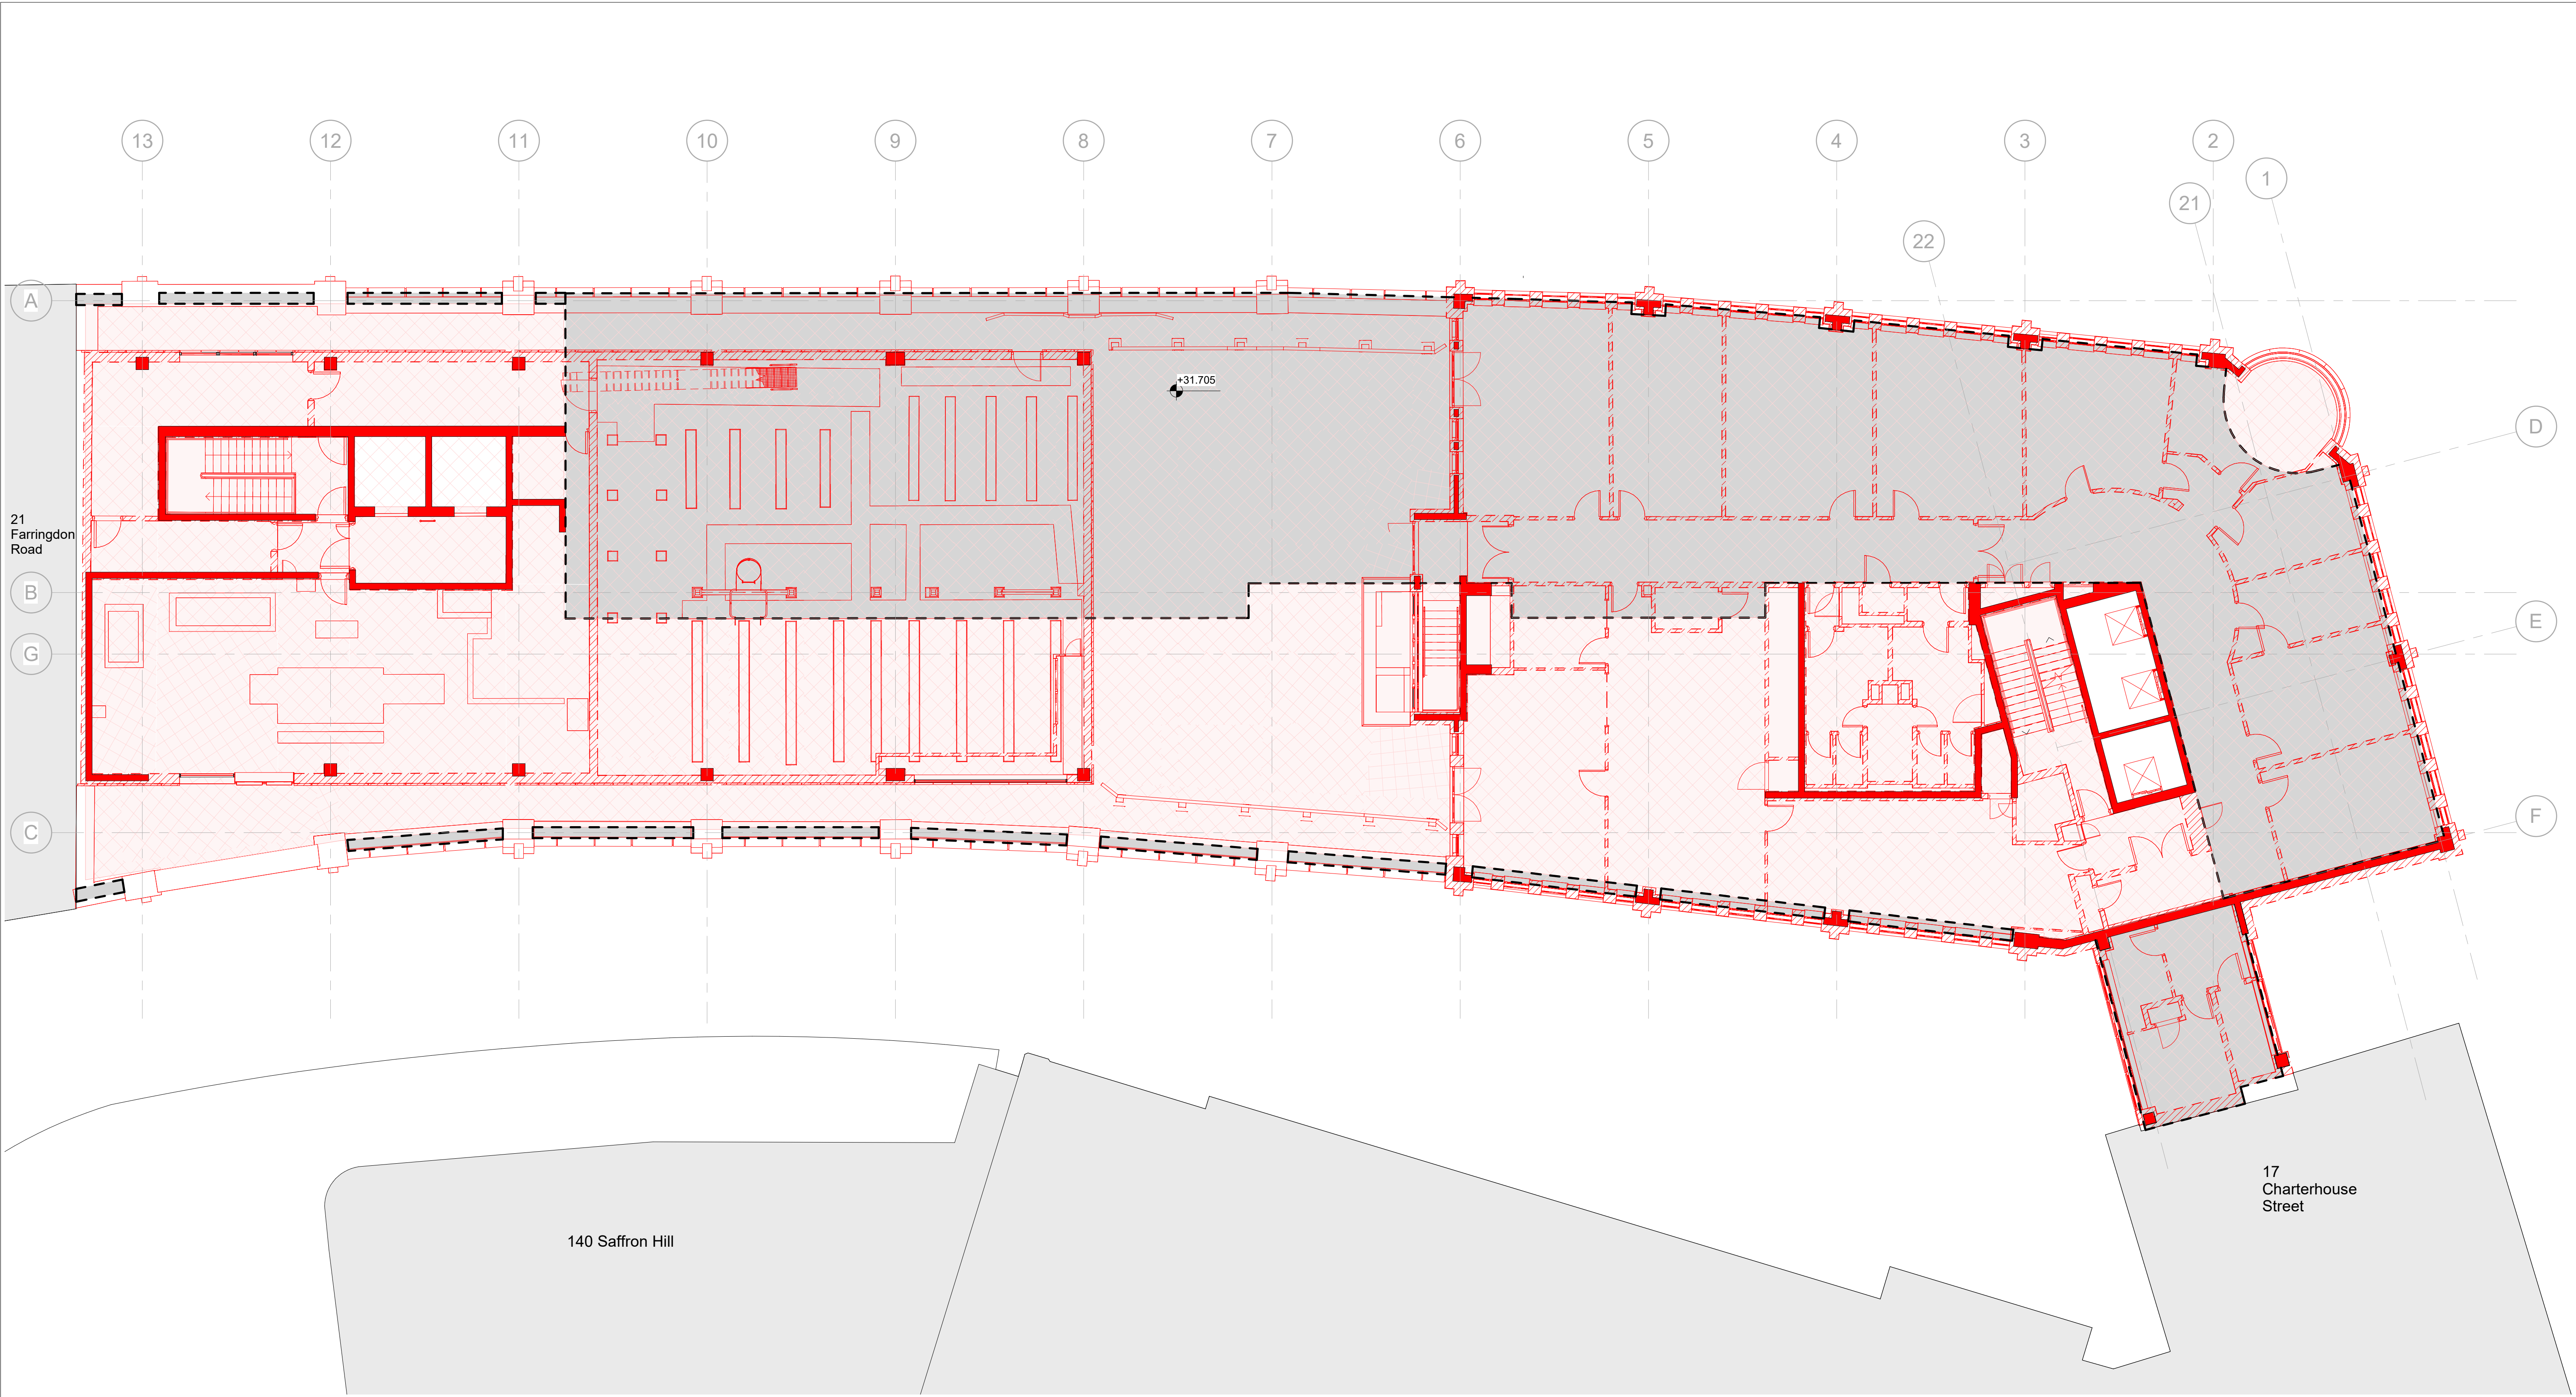 13
12
11
10
9
8
7
6
5
4
3
2
1
21
22
A
+31.705
D
21
Farringdon
Road
B
E
G
F
C
17
Charterhouse
Street
140 Saffron Hill